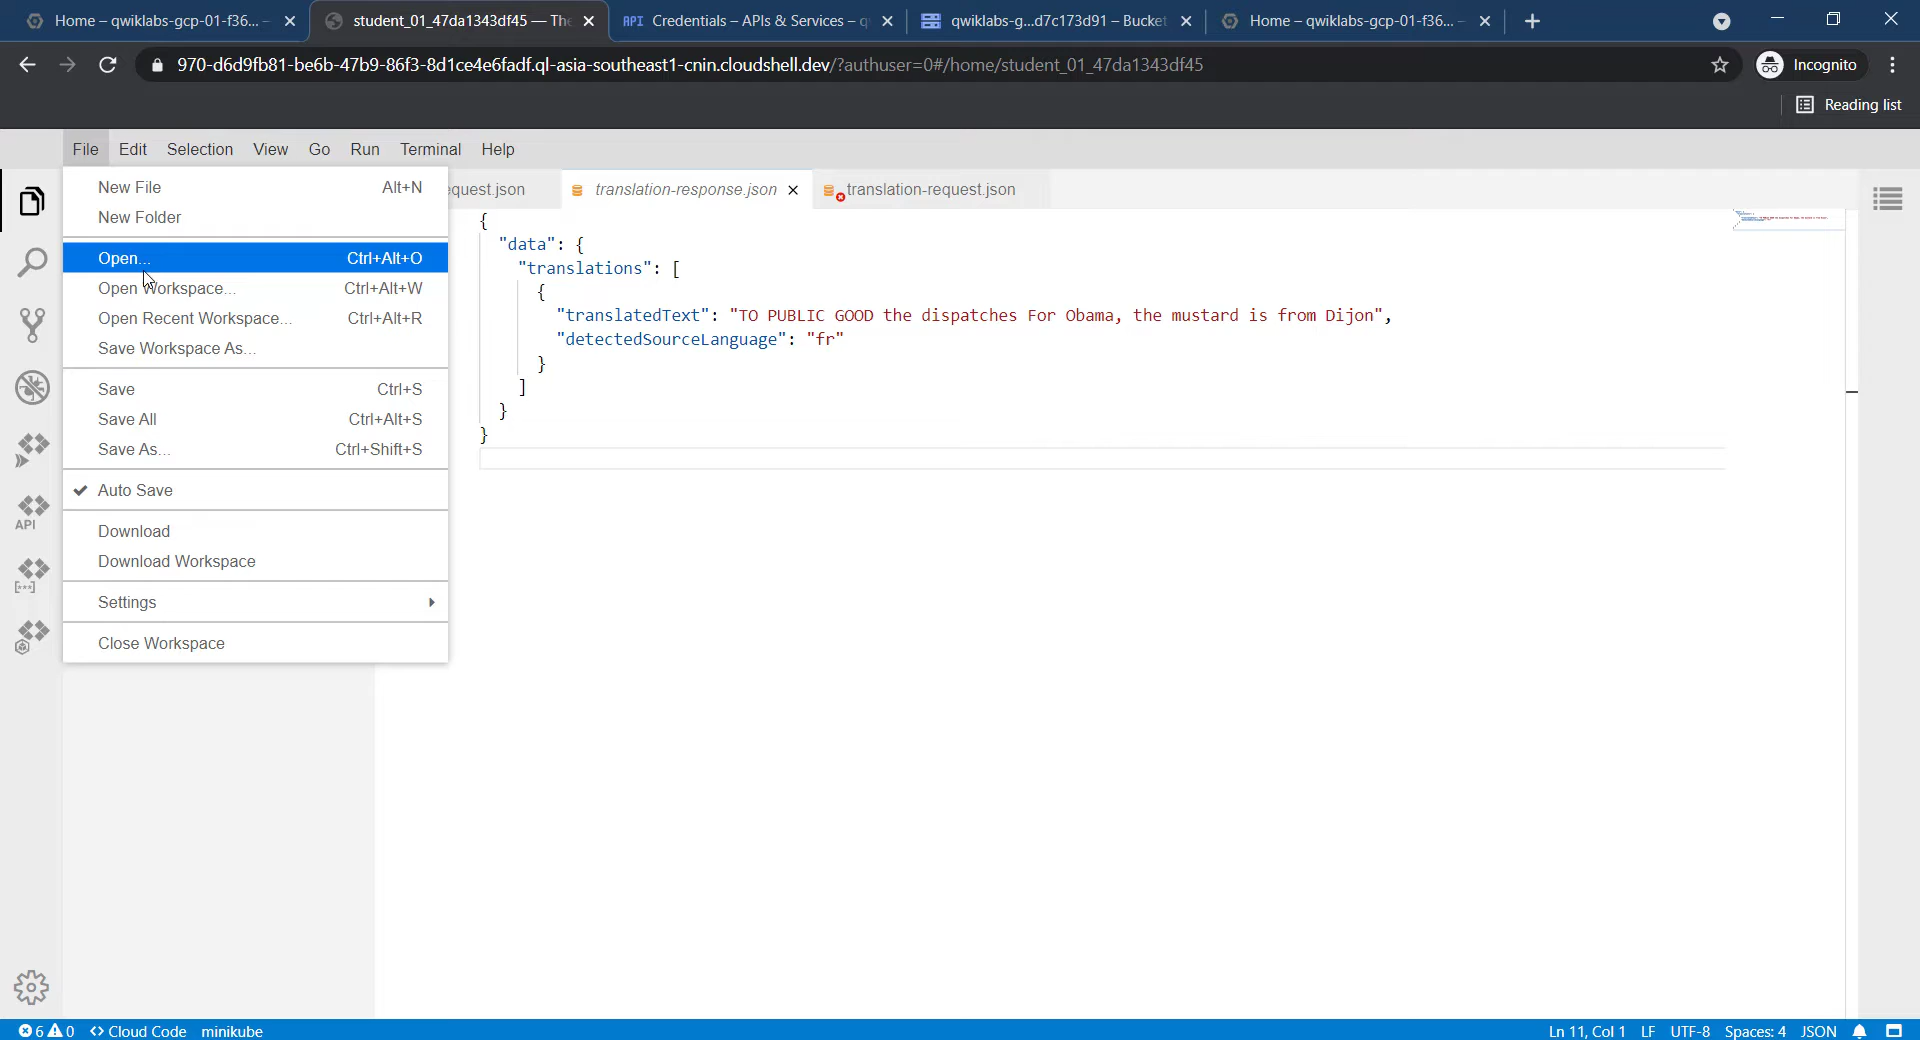 Home – qwiklabs-gcp-01-f36...
student_01_47da1343df45 — The
API Credentials – APIs & Services – q
qwiklabs-g...d7c173d91 – Bucket
Home – qwiklabs-gcp-01-f36...
970-d6d9fb81-be6b-47b9-86f3-8d1ce4e6fadf.ql-asia-southeast1-cnin.cloudshell.dev/?authuser=0#/home/student_01_47da1343df45
Incognito
Reading list
File Edit Selection View Go Run Terminal Help
New File Alt+N
New Folder
Open... Ctrl+Alt+O
Open Workspace... Ctrl+Alt+W
Open Recent Workspace... Ctrl+Alt+R
Save Workspace As...
Save Ctrl+S
Save All Ctrl+Alt+S
Save As... Ctrl+Shift+S
Auto Save
Download
Download Workspace
Settings
Close Workspace
API
equest.json
translation-response.json
translation-request.json
{
"data": {
"translations": [
{
"translatedText": "TO PUBLIC GOOD the dispatches For Obama, the mustard is from Dijon",
"detectedSourceLanguage": "fr"
}
]
}
}
6 0 <> Cloud Code minikube
Ln 11, Col 1 LF UTF-8 Spaces: 4 JSON